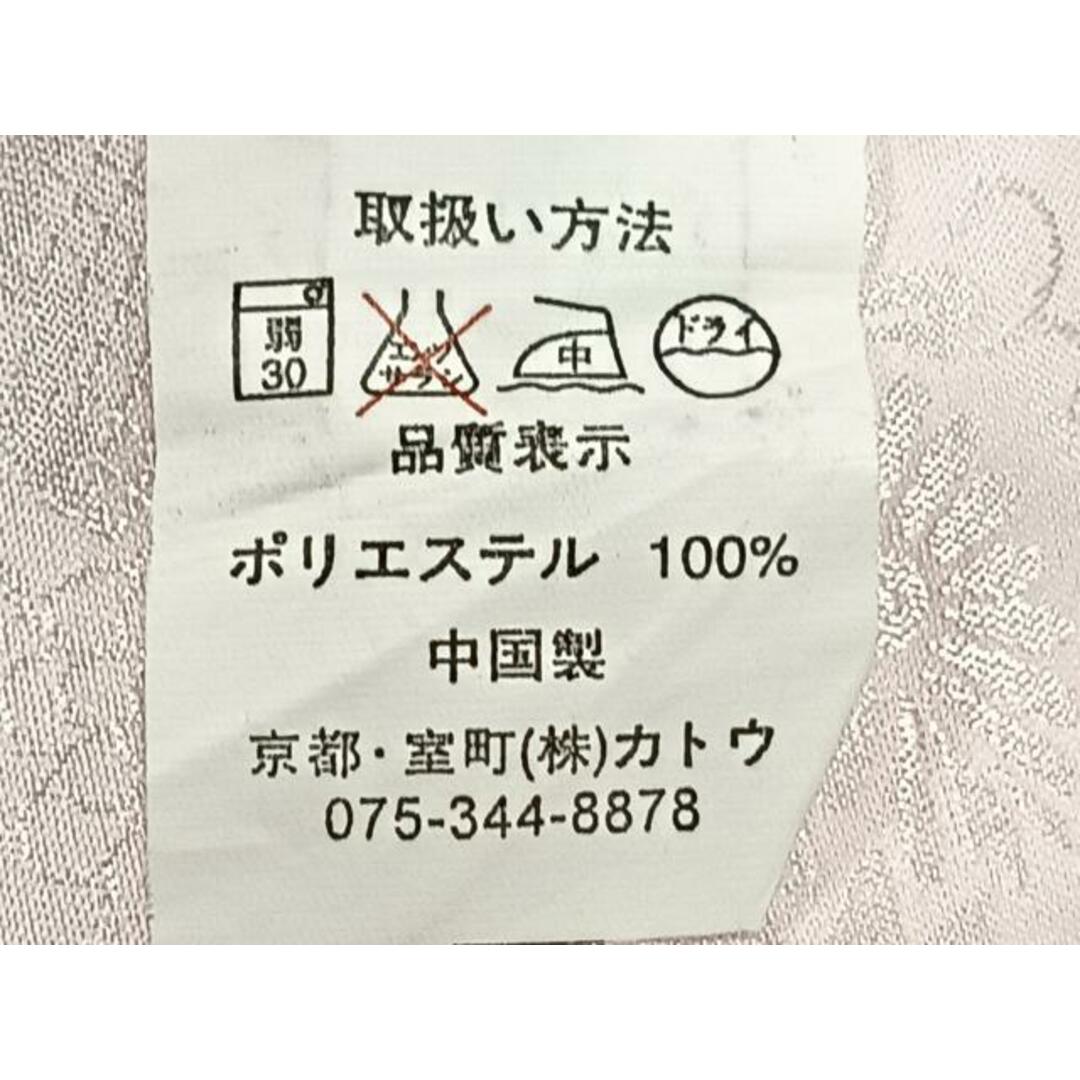 取扱い方法
弱 30 エンソ サラシ 中 ドライ
品質表示
ポリエステル 100%
中国製
京都・室町(株)カトウ
075-344-8878